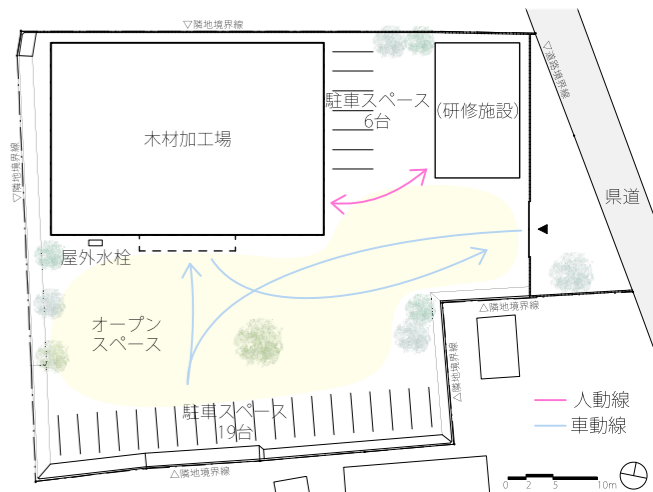 ▽隣地境界線
▽道路境界線
駐車スペース
6台
(研修施設)
木材加工場
▽隣地境界線
県道
屋外水栓
オープン
スペース
△隣地境界線
△隣地境界線
駐車スペース
19台
人動線
車動線
△隣地境界線
0 2 5 10m